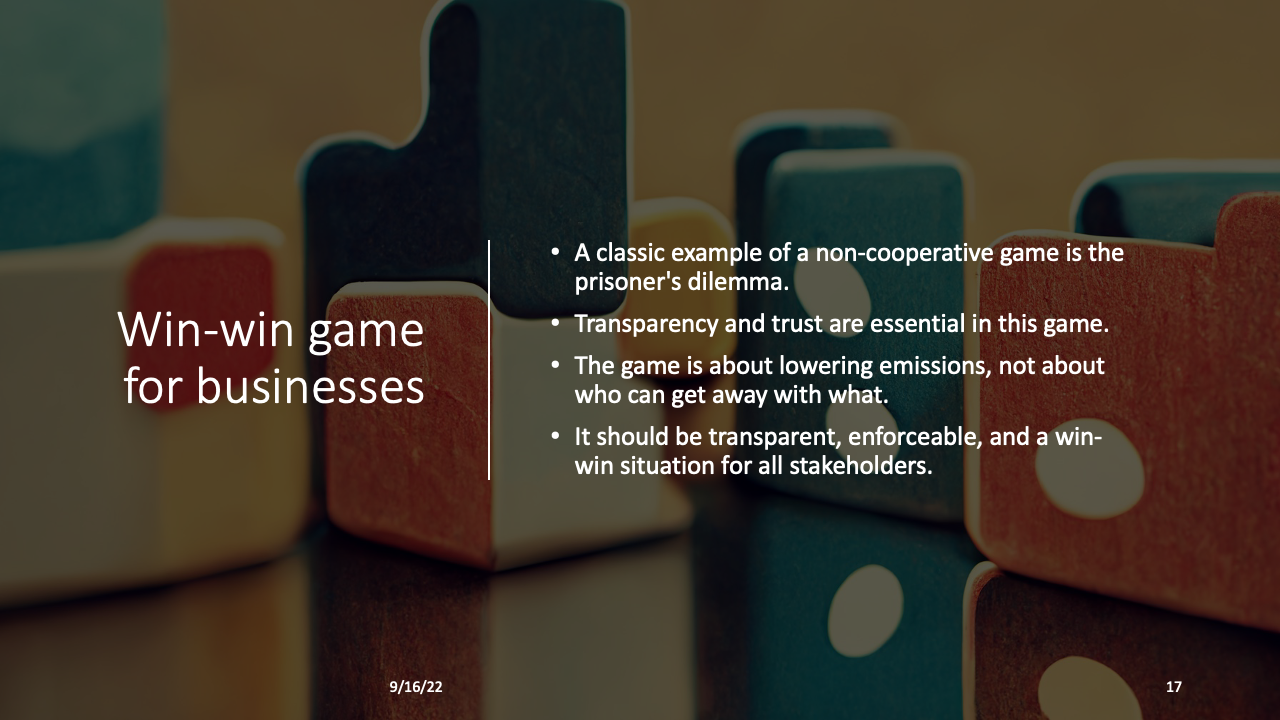 Win-win game
for businesses
• A classic example of a non-cooperative game is the
prisoner's dilemma.
• Transparency and trust are essential in this game.
• The game is about lowering emissions, not about
who can get away with what.
• It should be transparent, enforceable, and a win-
win situation for all stakeholders.
9/16/22
17